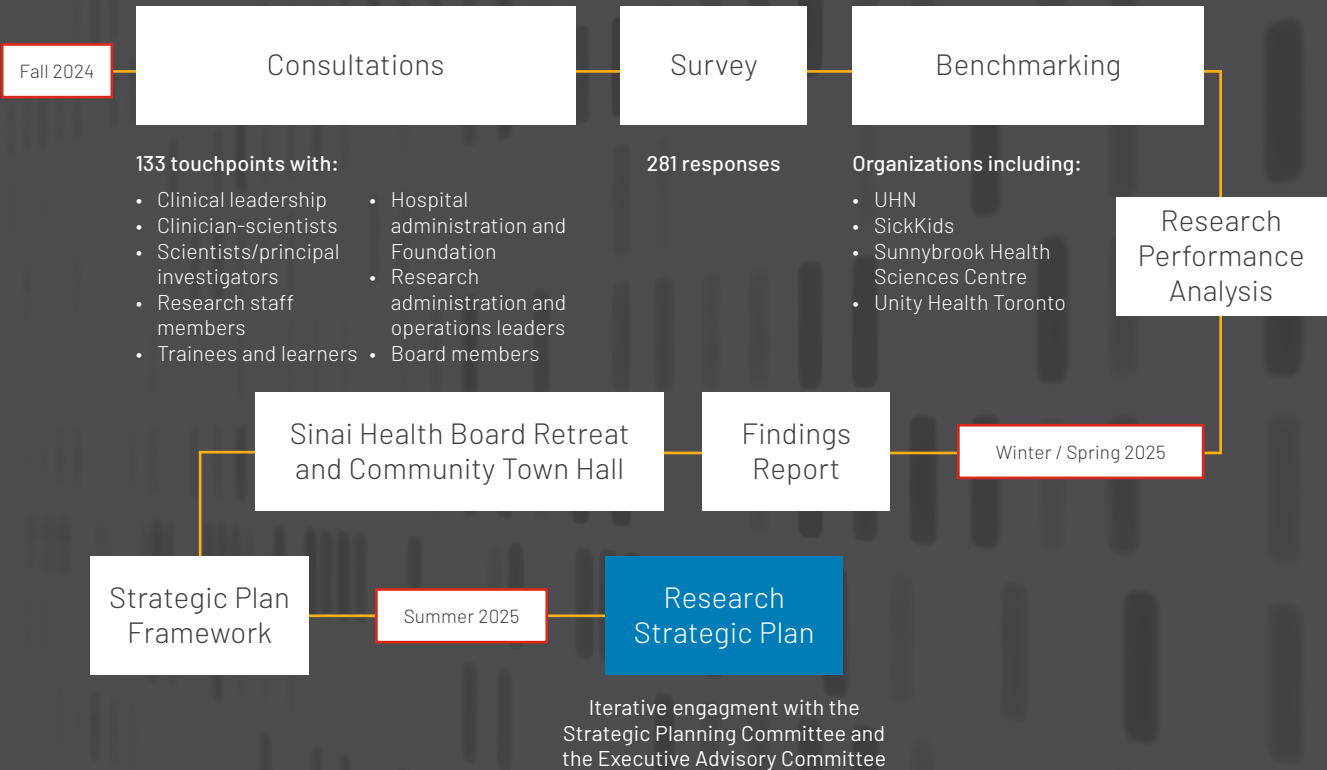 Fall 2024
Consultations
Survey
Benchmarking
133 touchpoints with:
• Clinical leadership
• Clinician-scientists
• Scientists/principal
investigators
• Research staff
members
• Trainees and learners
• Hospital
administration and
Foundation
• Research
administration and
operations leaders
• Board members
281 responses
Organizations including:
• UHN
• SickKids
• Sunnybrook Health
Sciences Centre
• Unity Health Toronto
Research
Performance
Analysis
Winter / Spring 2025
Findings
Report
Sinai Health Board Retreat
and Community Town Hall
Strategic Plan
Framework
Summer 2025
Research
Strategic Plan
Iterative engagment with the
Strategic Planning Committee and
the Executive Advisory Committee